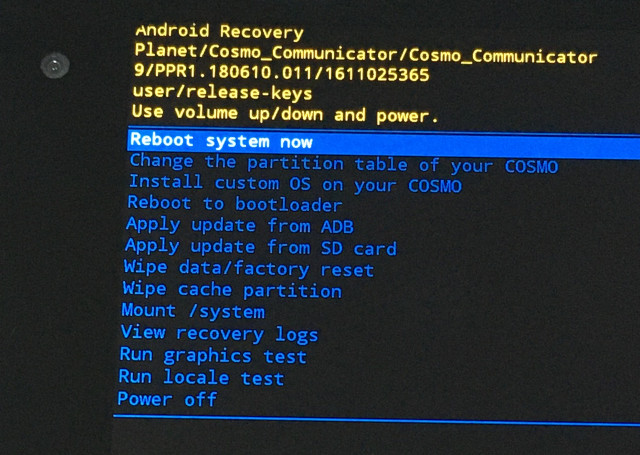 Android Recovery
Planet/Cosmo_Communicator/Cosmo_Communicator
9/PPR1.180610.011/1611025365
user/release-keys
Use volume up/down and power.
Reboot system now
Change the partition table of your COSMO
Install custom OS on your COSMO
Reboot to bootloader
Apply update from ADB
Apply update from SD card
Wipe data/factory reset
Wipe cache partition
Mount /system
View recovery logs
Run graphics test
Run locale test
Power off